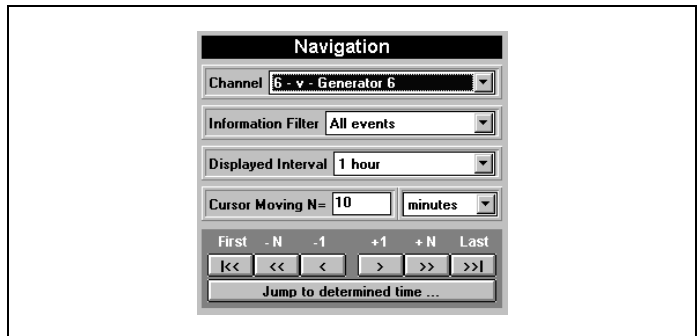 Navigation
Channel 6 - v - Generator 6
Information Filter All events
Displayed Interval 1 hour
Cursor Moving N= 10 minutes
First - N -1 +1 + N Last
|<< << < > >> >>|
Jump to determined time ...